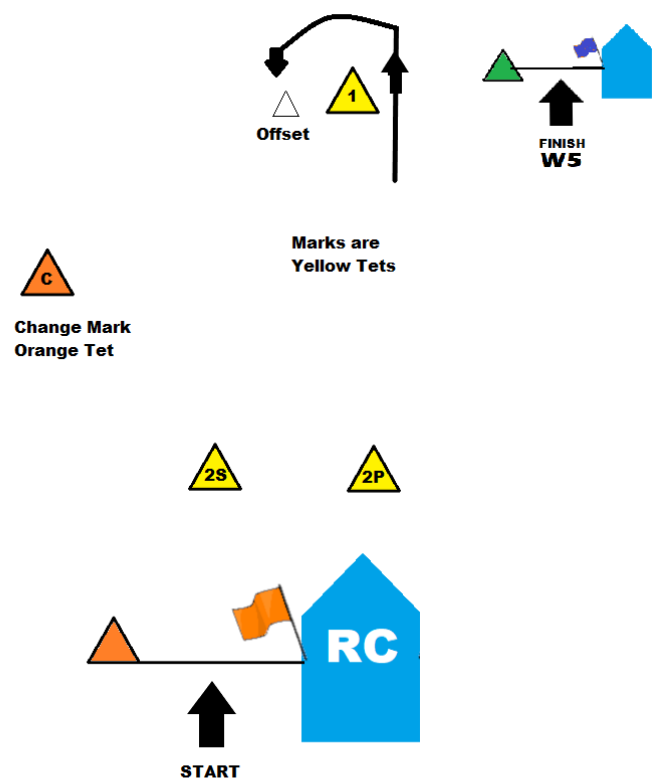 1
Offset
FINISH
W5
Marks are
Yellow Tets
C
Change Mark
Orange Tet
2S
2P
RC
START